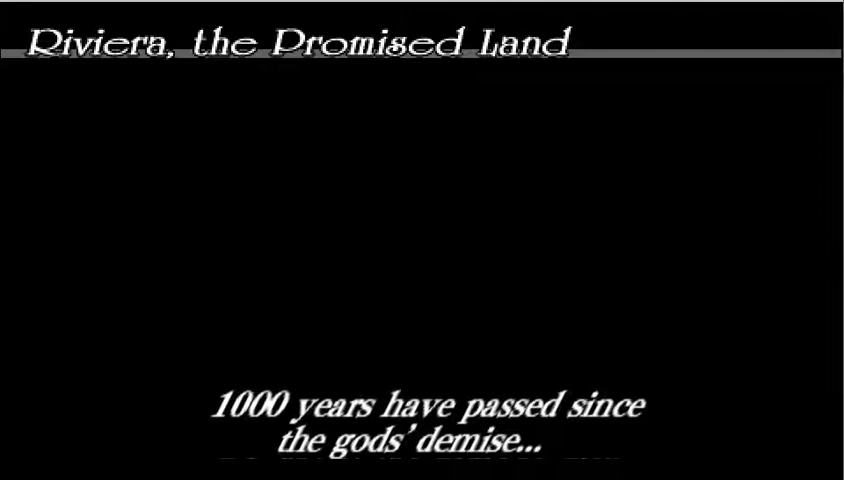 Riviera, the Promised Land
1000 years have passed since
the gods' demise...